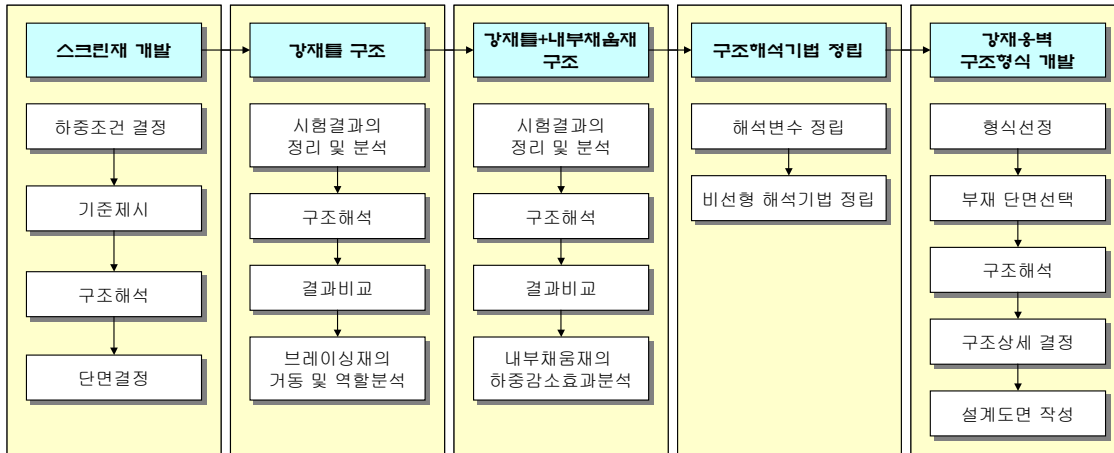 스크린재 개발
하중조건 결정
기준제시
구조해석
단면결정
강재틀 구조
시험결과의
정리 및 분석
구조해석
결과비교
브레이싱재의
거동 및 역할분석
강재틀+내부채움재
구조
시험결과의
정리 및 분석
구조해석
결과비교
내부채움재의
하중감소효과분석
구조해석기법 정립
해석변수 정립
비선형 해석기법 정립
강재옹벽
구조형식 개발
형식선정
부재 단면선택
구조해석
구조상세 결정
설계도면 작성